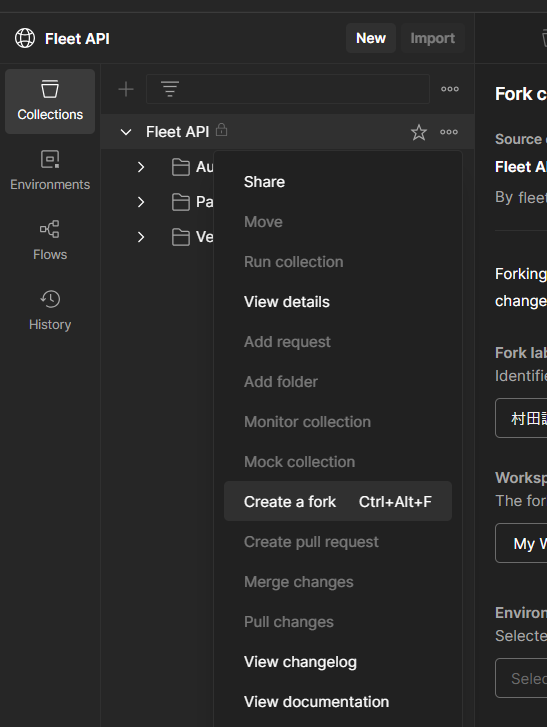 Fleet API
New
Import
Collections
Environments
Flows
History
Fleet API
Au
Pa
Ve
Share
Move
Run collection
View details
Add request
Add folder
Monitor collection
Mock collection
Create a fork Ctrl+Alt+F
Create pull request
Merge changes
Pull changes
View changelog
View documentation
Fork c
Source
Fleet A
By fleet
Forking
change
Fork lab
Identifie
村田
Worksp
The for
My W
Environ
Selecte
Selec